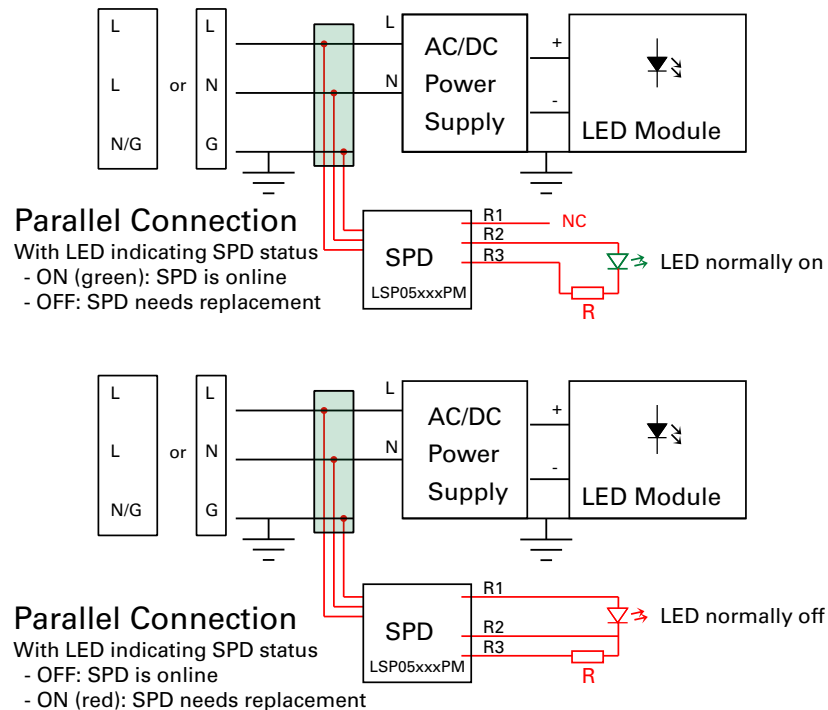 L
L
N/G
or
L
N
G
L
N
AC/DC
Power
Supply
+
-
LED Module
Parallel Connection
With LED indicating SPD status
- ON (green): SPD is online
- OFF: SPD needs replacement
SPD
LSP05xxxPM
R1
R2
R3
NC
R
LED normally on
L
L
N/G
or
L
N
G
L
N
AC/DC
Power
Supply
+
-
LED Module
Parallel Connection
With LED indicating SPD status
- OFF: SPD is online
- ON (red): SPD needs replacement
SPD
LSP05xxxPM
R1
R2
R3
R
LED normally off